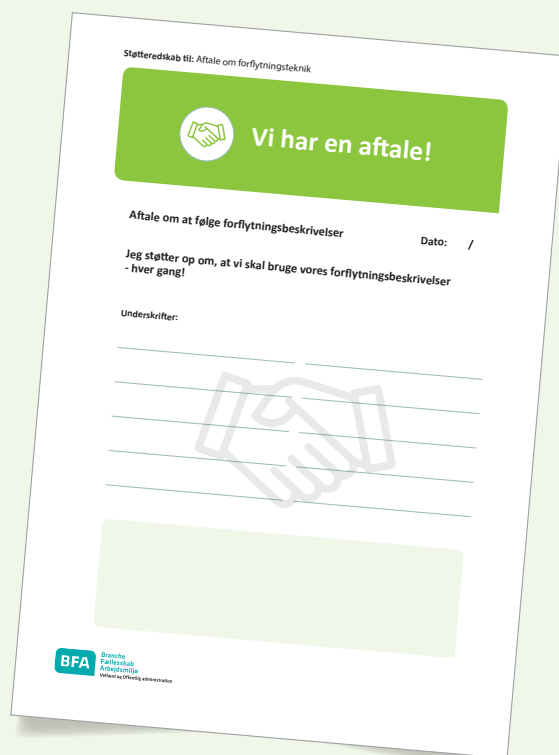 Støtteredskab til: Aftale om forflytningsteknik
Vi har en aftale!
Aftale om at følge forflytningsbeskrivelser
Dato: /
Jeg støtter op om, at vi skal bruge vores forflytningsbeskrivelser
- hver gang!
Underskrifter:
BFA
Branche
Fællesskab
Arbejdsmiljø
Velfærd og Offentlig administration